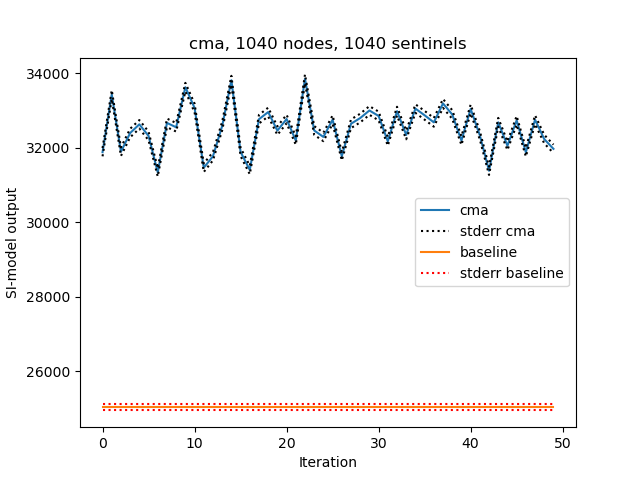 cma, 1040 nodes, 1040 sentinels
34000
32000
30000
28000
26000
SI-model output
cma
stderr cma
baseline
stderr baseline
0
10
20
30
40
50
Iteration